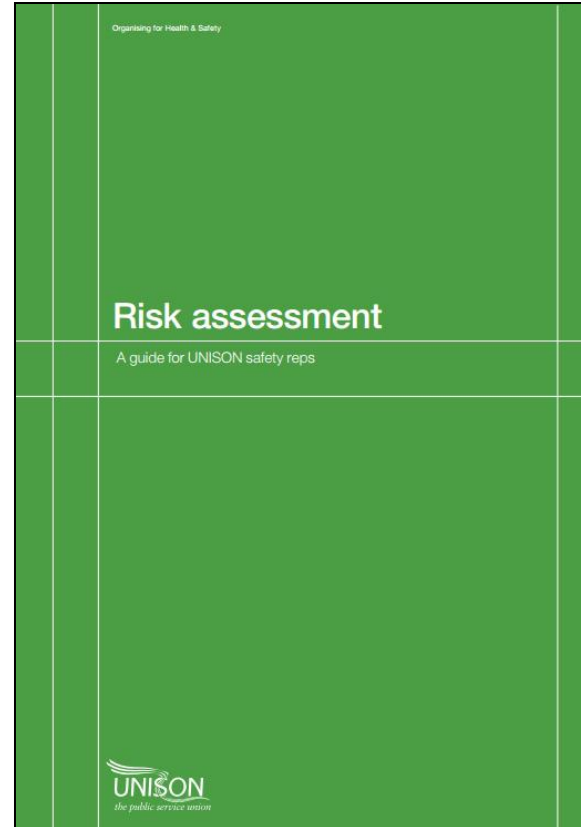 Organising for Health & Safety
Risk assessment
A guide for UNISON safety reps
UNISON
the public service union